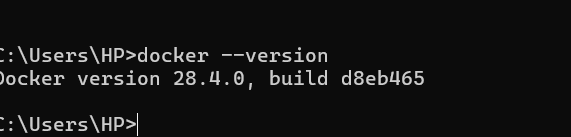 C:\Users\HP>docker --version
Docker version 28.4.0, build d8eb465
C:\Users\HP>